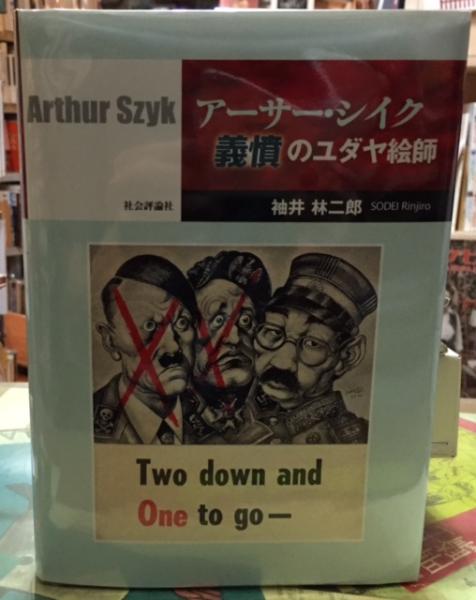 Arthur Szyk
アーサー・シイク
義憤のユダヤ絵師
社会評論社
袖井 林二郎 SODEI Rinjiro
Two down and
One to go—